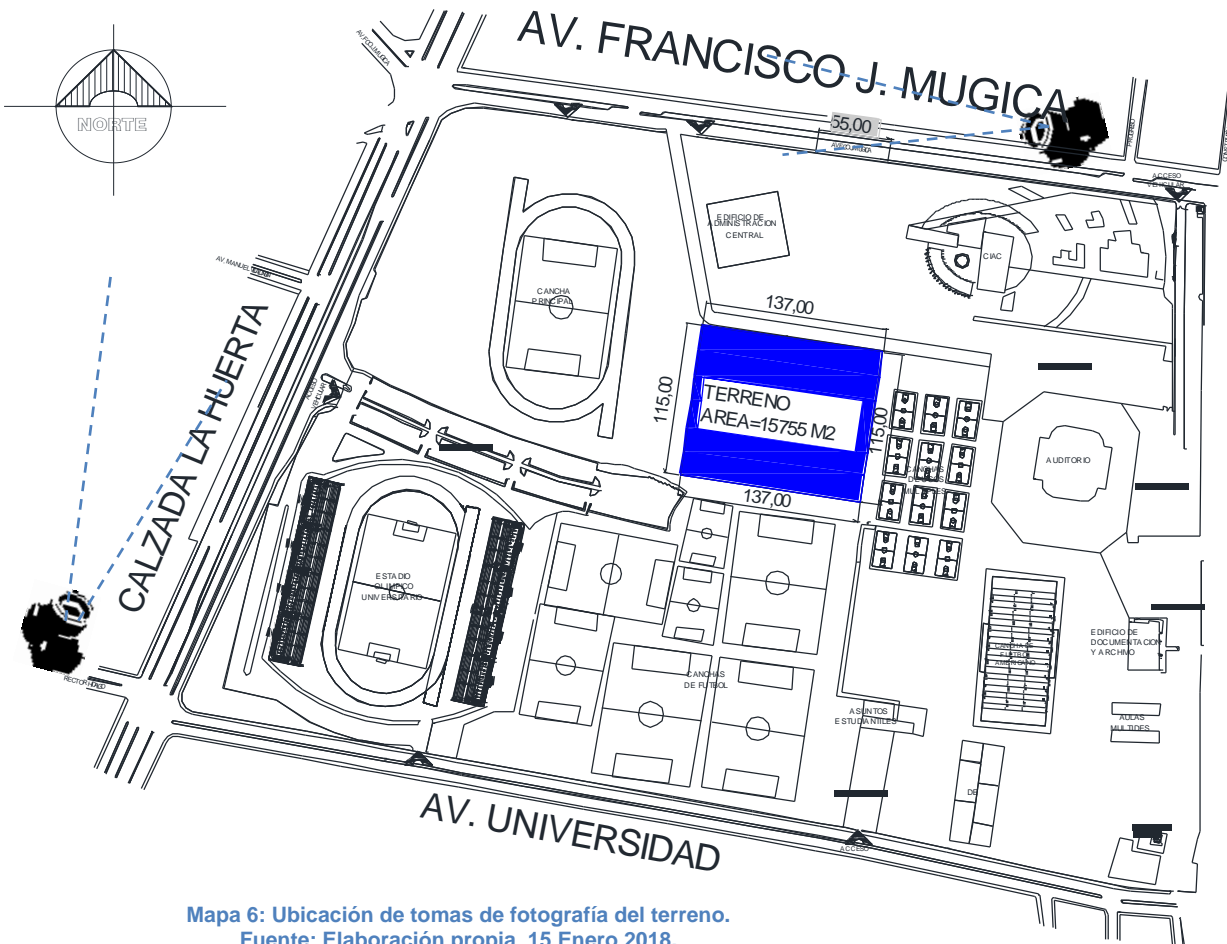 AV. FRANCISCO J. MUGICA
NORTE
55,00
ACCESO
VEHICULAR
EDIFICIO DE
ADMINISTRACION
CENTRAL
CIAC
CANCHA
PRINCIPAL
137,00
115,00
TERRENO
AREA=15755 M2
115,00
137,00
CALZADA LA HUERTA
AUDITORIO
ESTADIO
OLIMPICO
UNIVERSITARIO
CANCHAS
DE FUTBOL
EDIFICIO DE
DOCUMENTACION
Y ARCHIVO
ASUNTOS
ESTUDIANTILES
AULAS
MULTIDES
RECTOR HIDALGO
AV. UNIVERSIDAD
ACCESO
Mapa 6: Ubicación de tomas de fotografía del terreno.
Fuente: Elaboración propia, 15 Enero 2018.